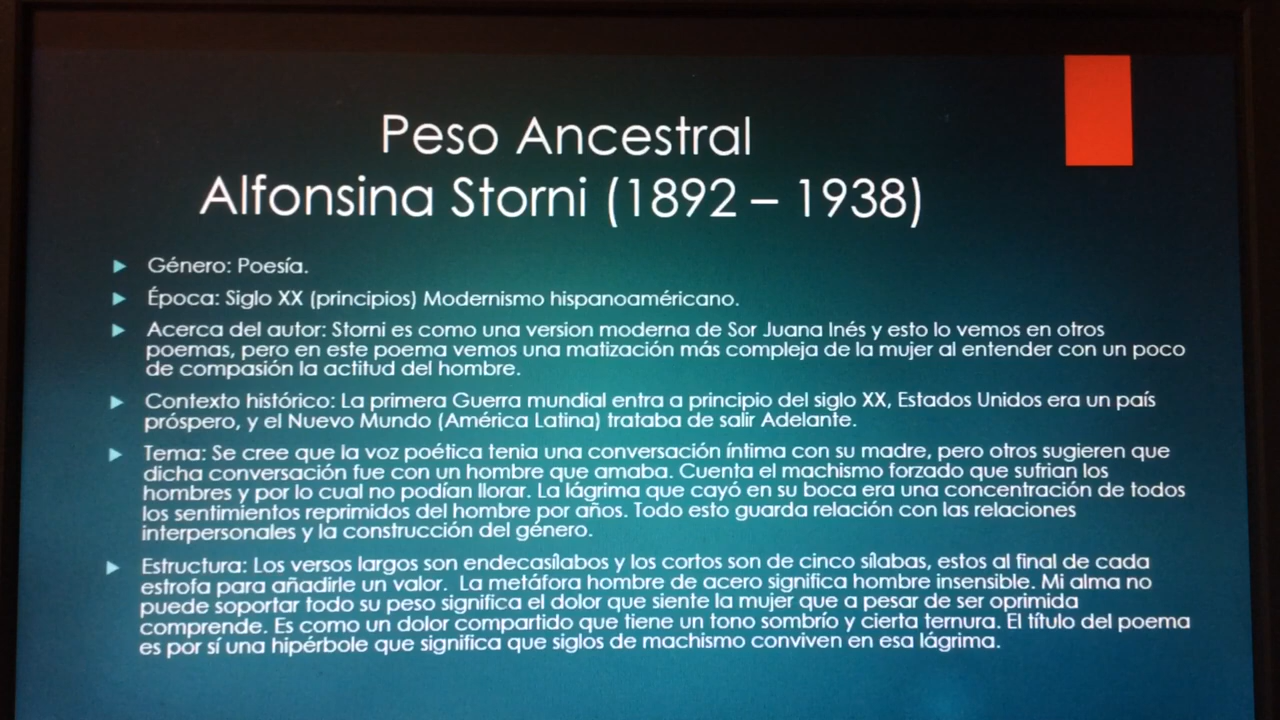 Peso Ancestral
Alfonsina Storni (1892 – 1938)
Género: Poesía.
Época: Siglo XX (principios) Modernismo hispanoaméricano.
Acerca del autor: Storni es como una version moderna de Sor Juana Inés y esto lo vemos en otros
poemas, pero en este poema vemos una matización más compleja de la mujer al entender con un poco
de compasión la actitud del hombre.
Contexto histórico: La primera Guerra mundial entra a principio del siglo XX, Estados Unidos era un país
próspero, y el Nuevo Mundo (América Latina) trataba de salir Adelante.
Tema: Se cree que la voz poética tenia una conversación íntima con su madre, pero otros sugieren que
dicha conversación fue con un hombre que amaba. Cuenta el machismo forzado que sufrian los
hombres y por lo cual no podían llorar. La lágrima que cayó en su boca era una concentración de todos
los sentimientos reprimidos del hombre por años. Todo esto guarda relación con las relaciones
interpersonales y la construcción del género.
Estructura: Los versos largos son endecasílabos y los cortos son de cinco sílabas, estos al final de cada
estrofa para añadirle un valor.  La metáfora hombre de acero significa hombre insensible. Mi alma no
puede soportar todo su peso significa el dolor que siente la mujer que a pesar de ser oprimida
comprende. Es como un dolor compartido que tiene un tono sombrío y cierta ternura. El título del poema
es por sí una hipérbole que significa que siglos de machismo conviven en esa lágrima.